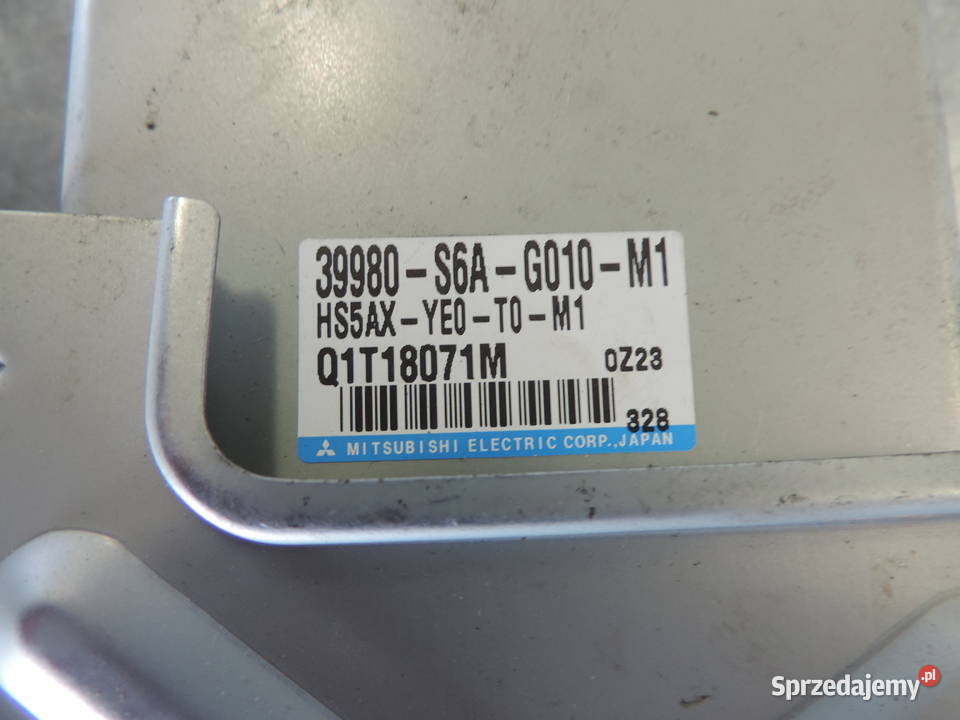 39980-S6A-G010-M1
HS5AX-YE0-T0-M1
Q1T18071M 0Z23
328
MITSUBISHI ELECTRIC CORP.,JAPAN
Sprzedajemy.pl